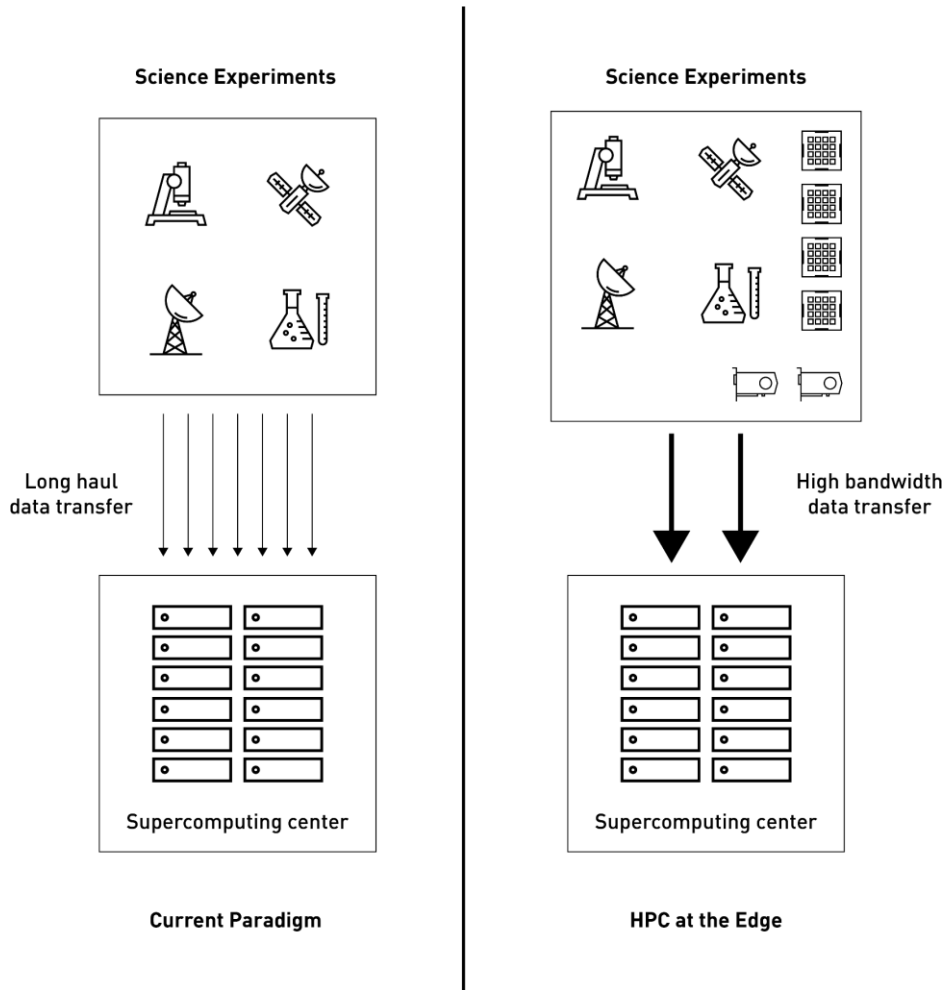 Science Experiments
Long haul
data transfer
Supercomputing center
Current Paradigm
Science Experiments
High bandwidth
data transfer
Supercomputing center
HPC at the Edge